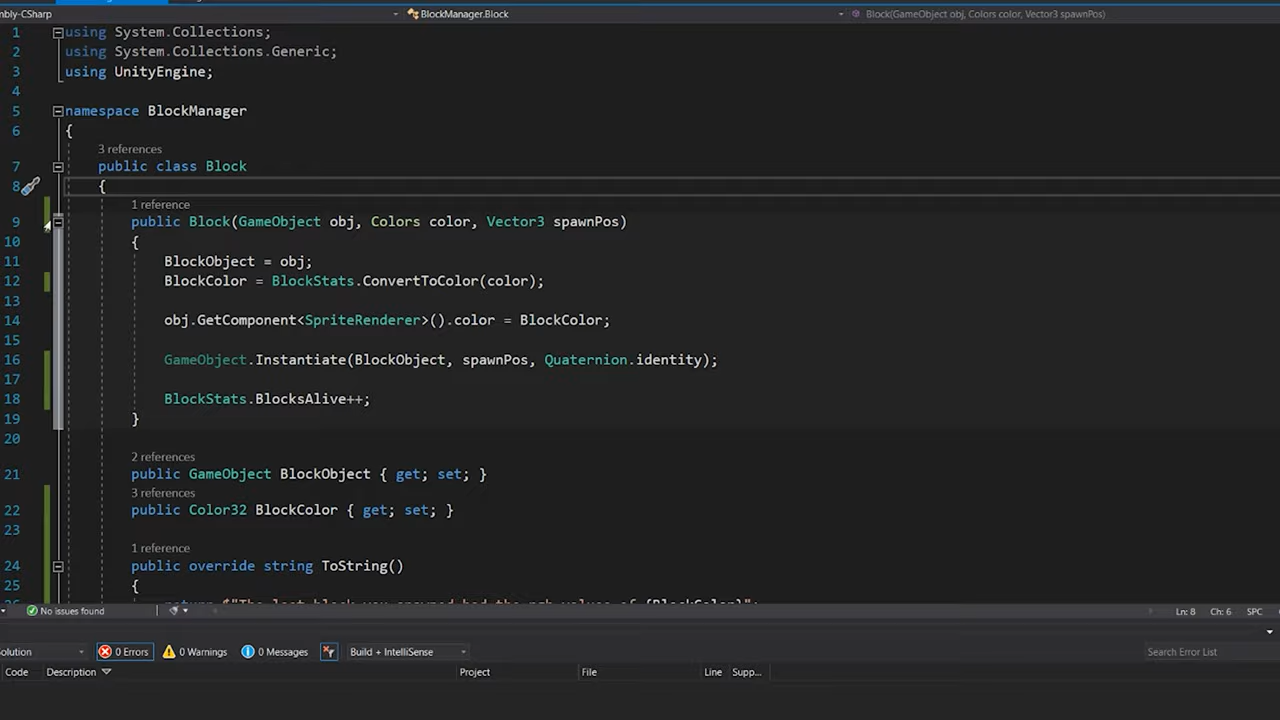 mbly-CSharp BlockManager.Block Block(GameObject obj, Colors color, Vector3 spawnPos)
1 using System.Collections;
2 using System.Collections.Generic;
3 using UnityEngine;
4
5 namespace BlockManager
6 {
3 references
7 public class Block
8 {
1 reference
9 public Block(GameObject obj, Colors color, Vector3 spawnPos)
10 {
11 BlockObject = obj;
12 BlockColor = BlockStats.ConvertToColor(color);
13
14 obj.GetComponent<SpriteRenderer>().color = BlockColor;
15
16 GameObject.Instantiate(BlockObject, spawnPos, Quaternion.identity);
17
18 BlockStats.BlocksAlive++;
19 }
20
2 references
21 public GameObject BlockObject { get; set; }
3 references
22 public Color32 BlockColor { get; set; }
23
1 reference
24 public override string ToString()
25 {
return $"The last block you spawned had the rgb values of {BlockColor}";
No issues found Ln: 8 Ch: 6 SPC
olution 0 Errors 0 Warnings 0 Messages Build + IntelliSense Search Error List
Code Description Project File Line Supp...